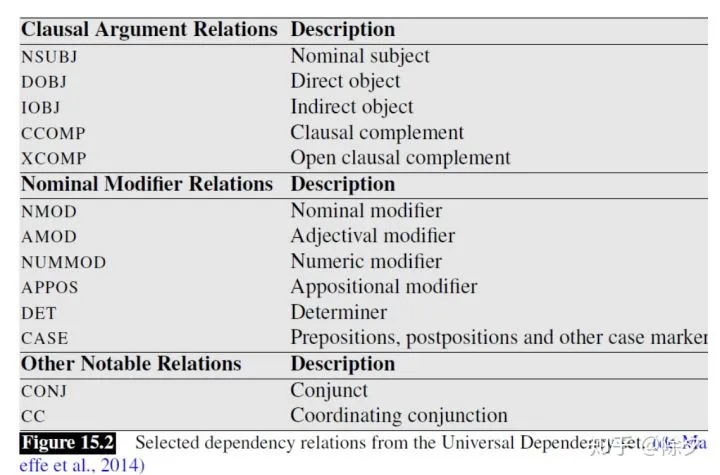 Clausal Argument Relations Description
NSUBJ Nominal subject
DOBJ Direct object
IOBJ Indirect object
CCOMP Clausal complement
XCOMP Open clausal complement
Nominal Modifier Relations Description
NMOD Nominal modifier
AMOD Adjectival modifier
NUMMOD Numeric modifier
APPOS Appositional modifier
DET Determiner
CASE Prepositions, postpositions and other case marker
Other Notable Relations Description
CONJ Conjunct
CC Coordinating conjunction
Figure 15.2 Selected dependency relations from the Universal Dependency set. (de Ma
effe et al., 2014)
知乎